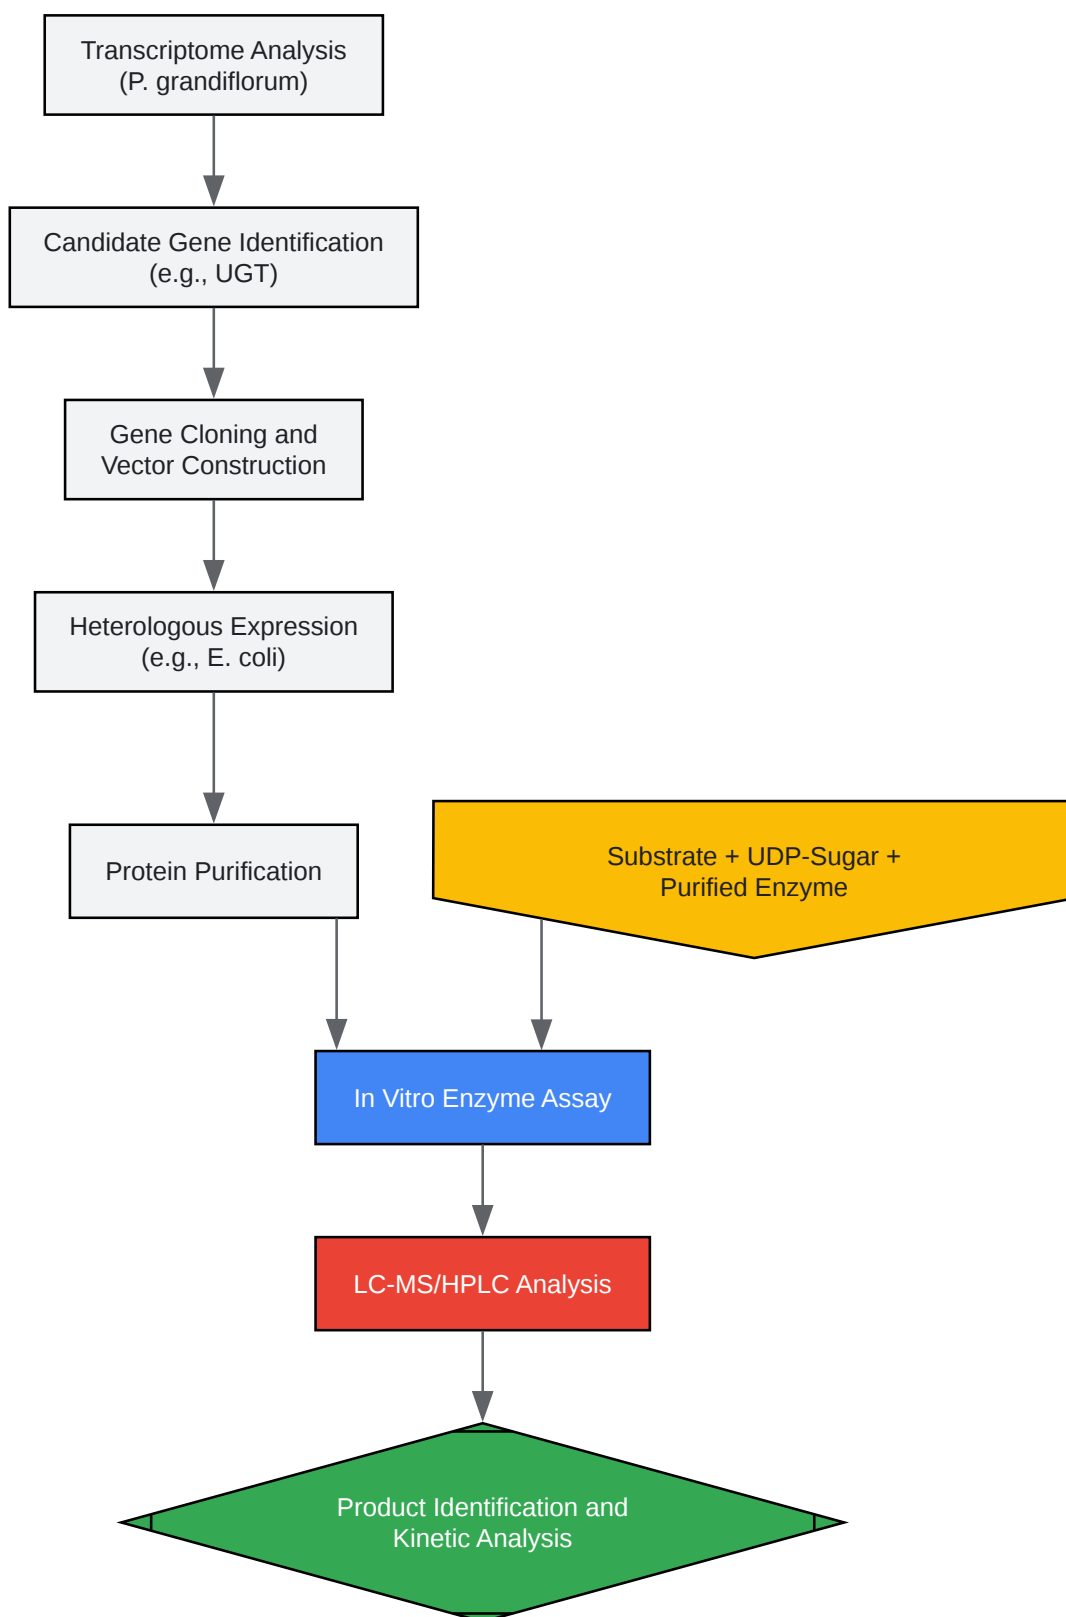 Transcriptome Analysis
(P. grandiflorum)
Candidate Gene Identification
(e.g., UGT)
Gene Cloning and
Vector Construction
Heterologous Expression
(e.g., E. coli)
Protein Purification
Substrate + UDP-Sugar +
Purified Enzyme
In Vitro Enzyme Assay
LC-MS/HPLC Analysis
Product Identification and
Kinetic Analysis